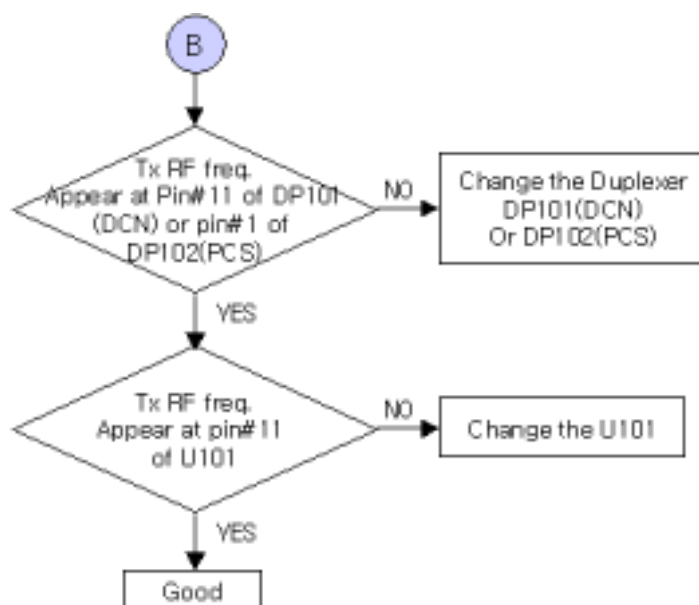 B
Tx RF freq.
Appear at Pin#11 of DP101
(DCN) or pin#1 of
DP102(PCS)
NO
Change the Duplexer
DP101(DCN)
Or DP102(PCS)
YES
Tx RF freq.
Appear at pin#11
of U101
NO
Change the U101
YES
Good